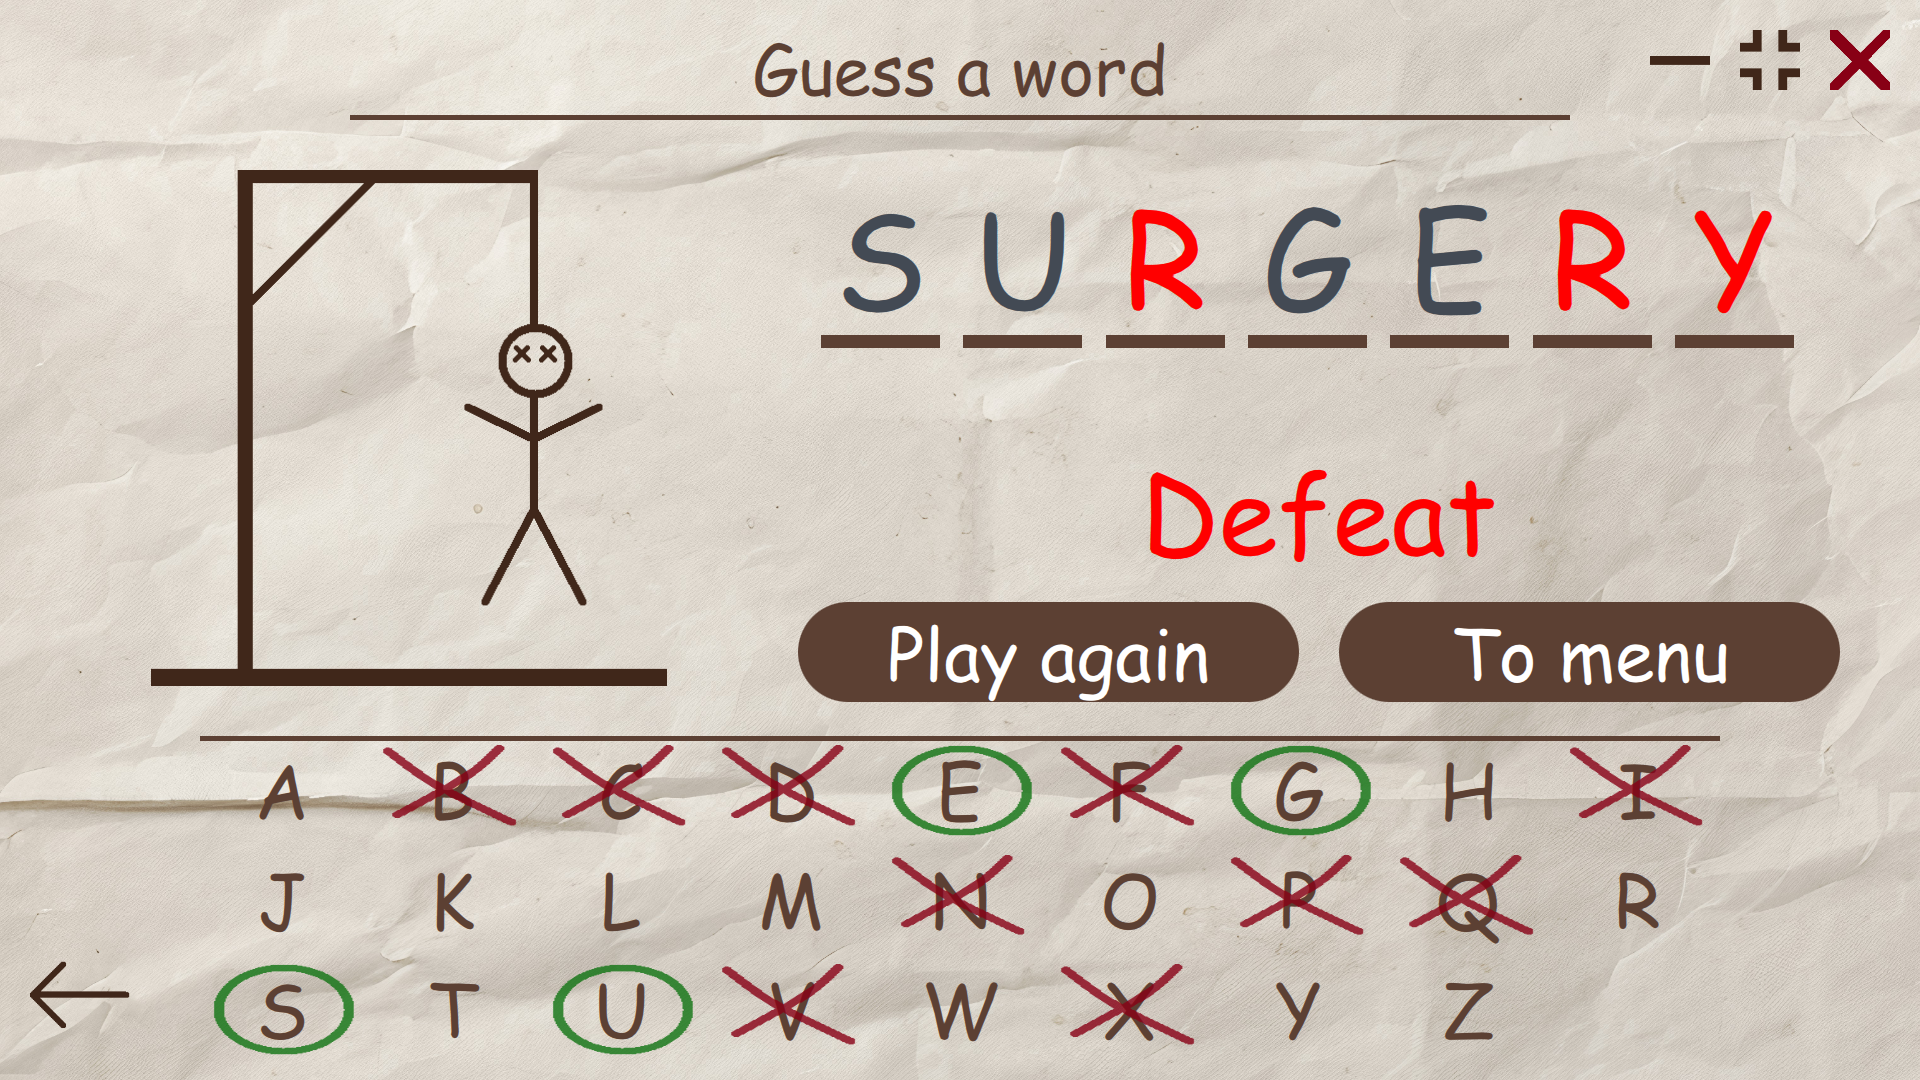 Guess a word
S U R G E R Y
Defeat
Play again To menu
A B C D E F G H I
J K L M N O P Q R
S T U V W X Y Z